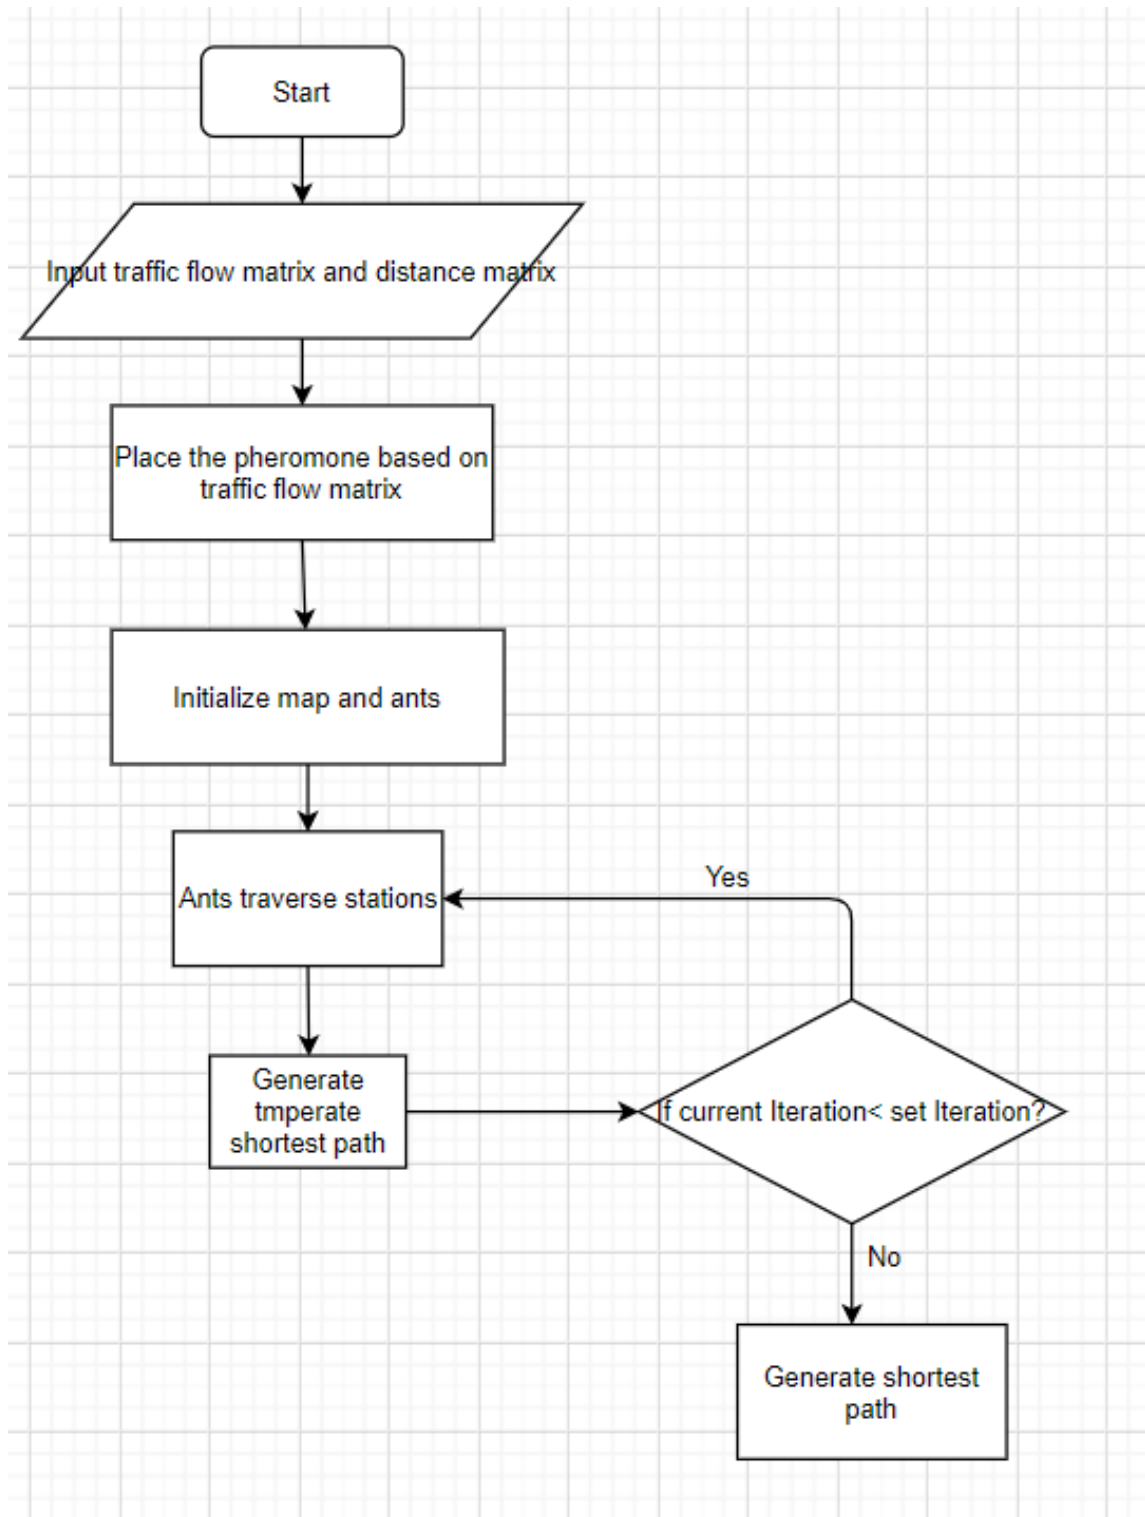 Start
Input traffic flow matrix and distance matrix
Place the pheromone based on
traffic flow matrix
Initialize map and ants
Ants traverse stations
Yes
Generate
tmperate
shortest path
If current Iteration< set Iteration?
No
Generate shortest
path